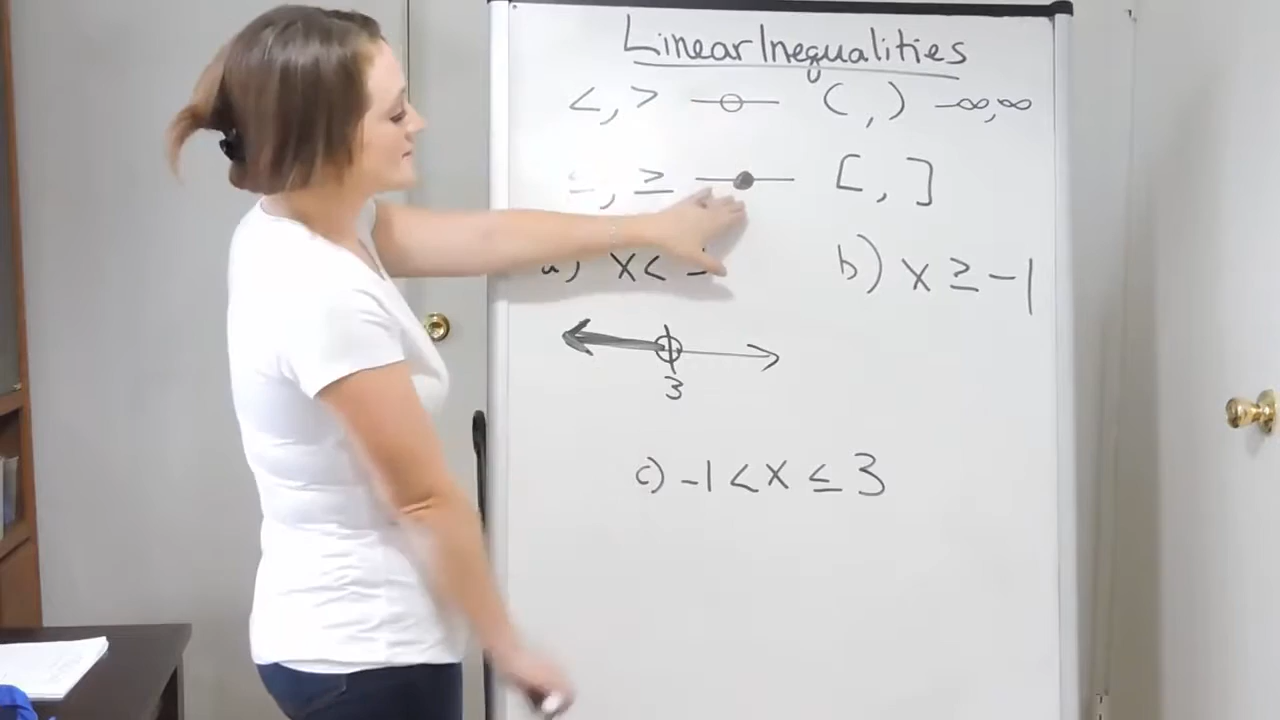 Linear Inequalities
<, > ( , ) -∞,∞
≤, ≥ [ , ]
a) x <
b) x ≥ -1
3
c) -1 < x ≤ 3